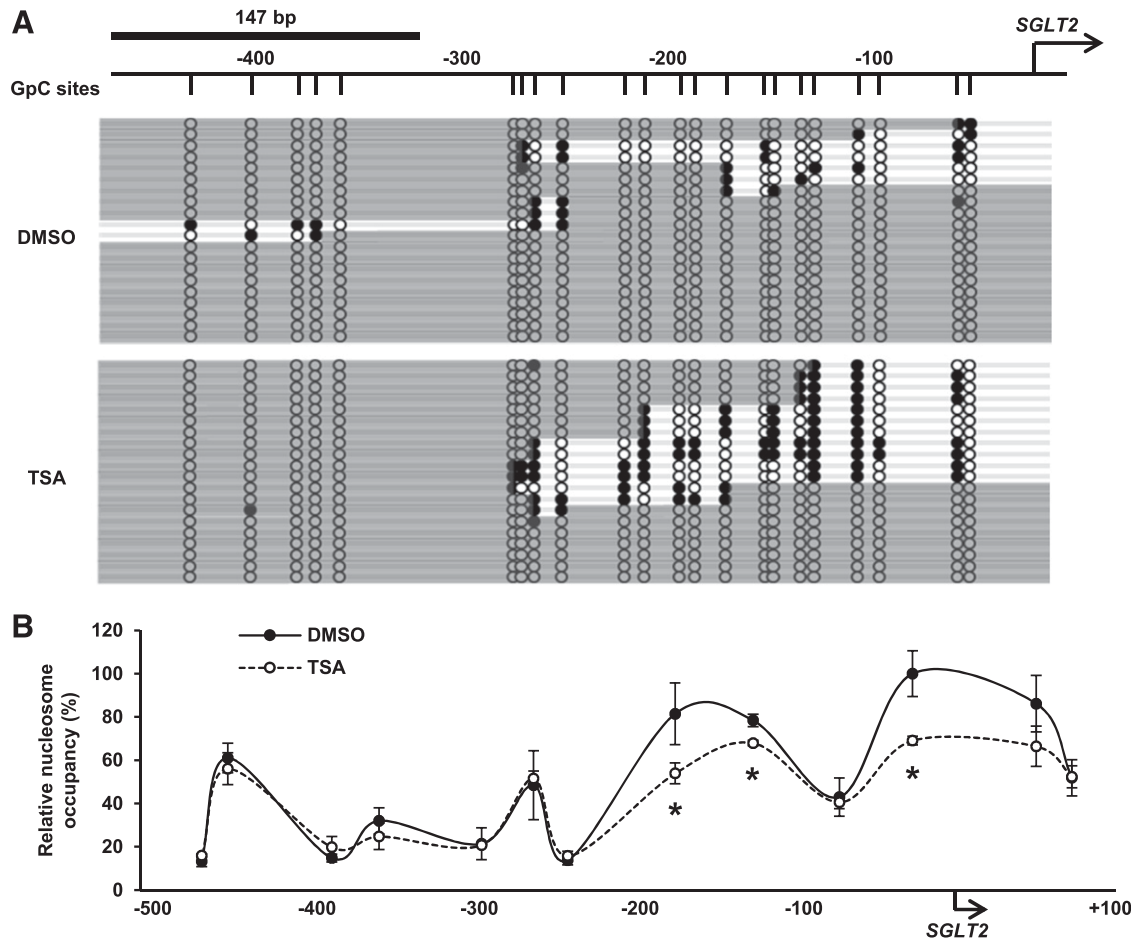 A
147 bp
SGLT2
-400 -300 -200 -100
GpC sites
DMSO
TSA
B
Relative nucleosome
occupancy (%)
120
100
80
60
40
20
0
DMSO
TSA
* * *
-500 -400 -300 -200 -100 +100
SGLT2